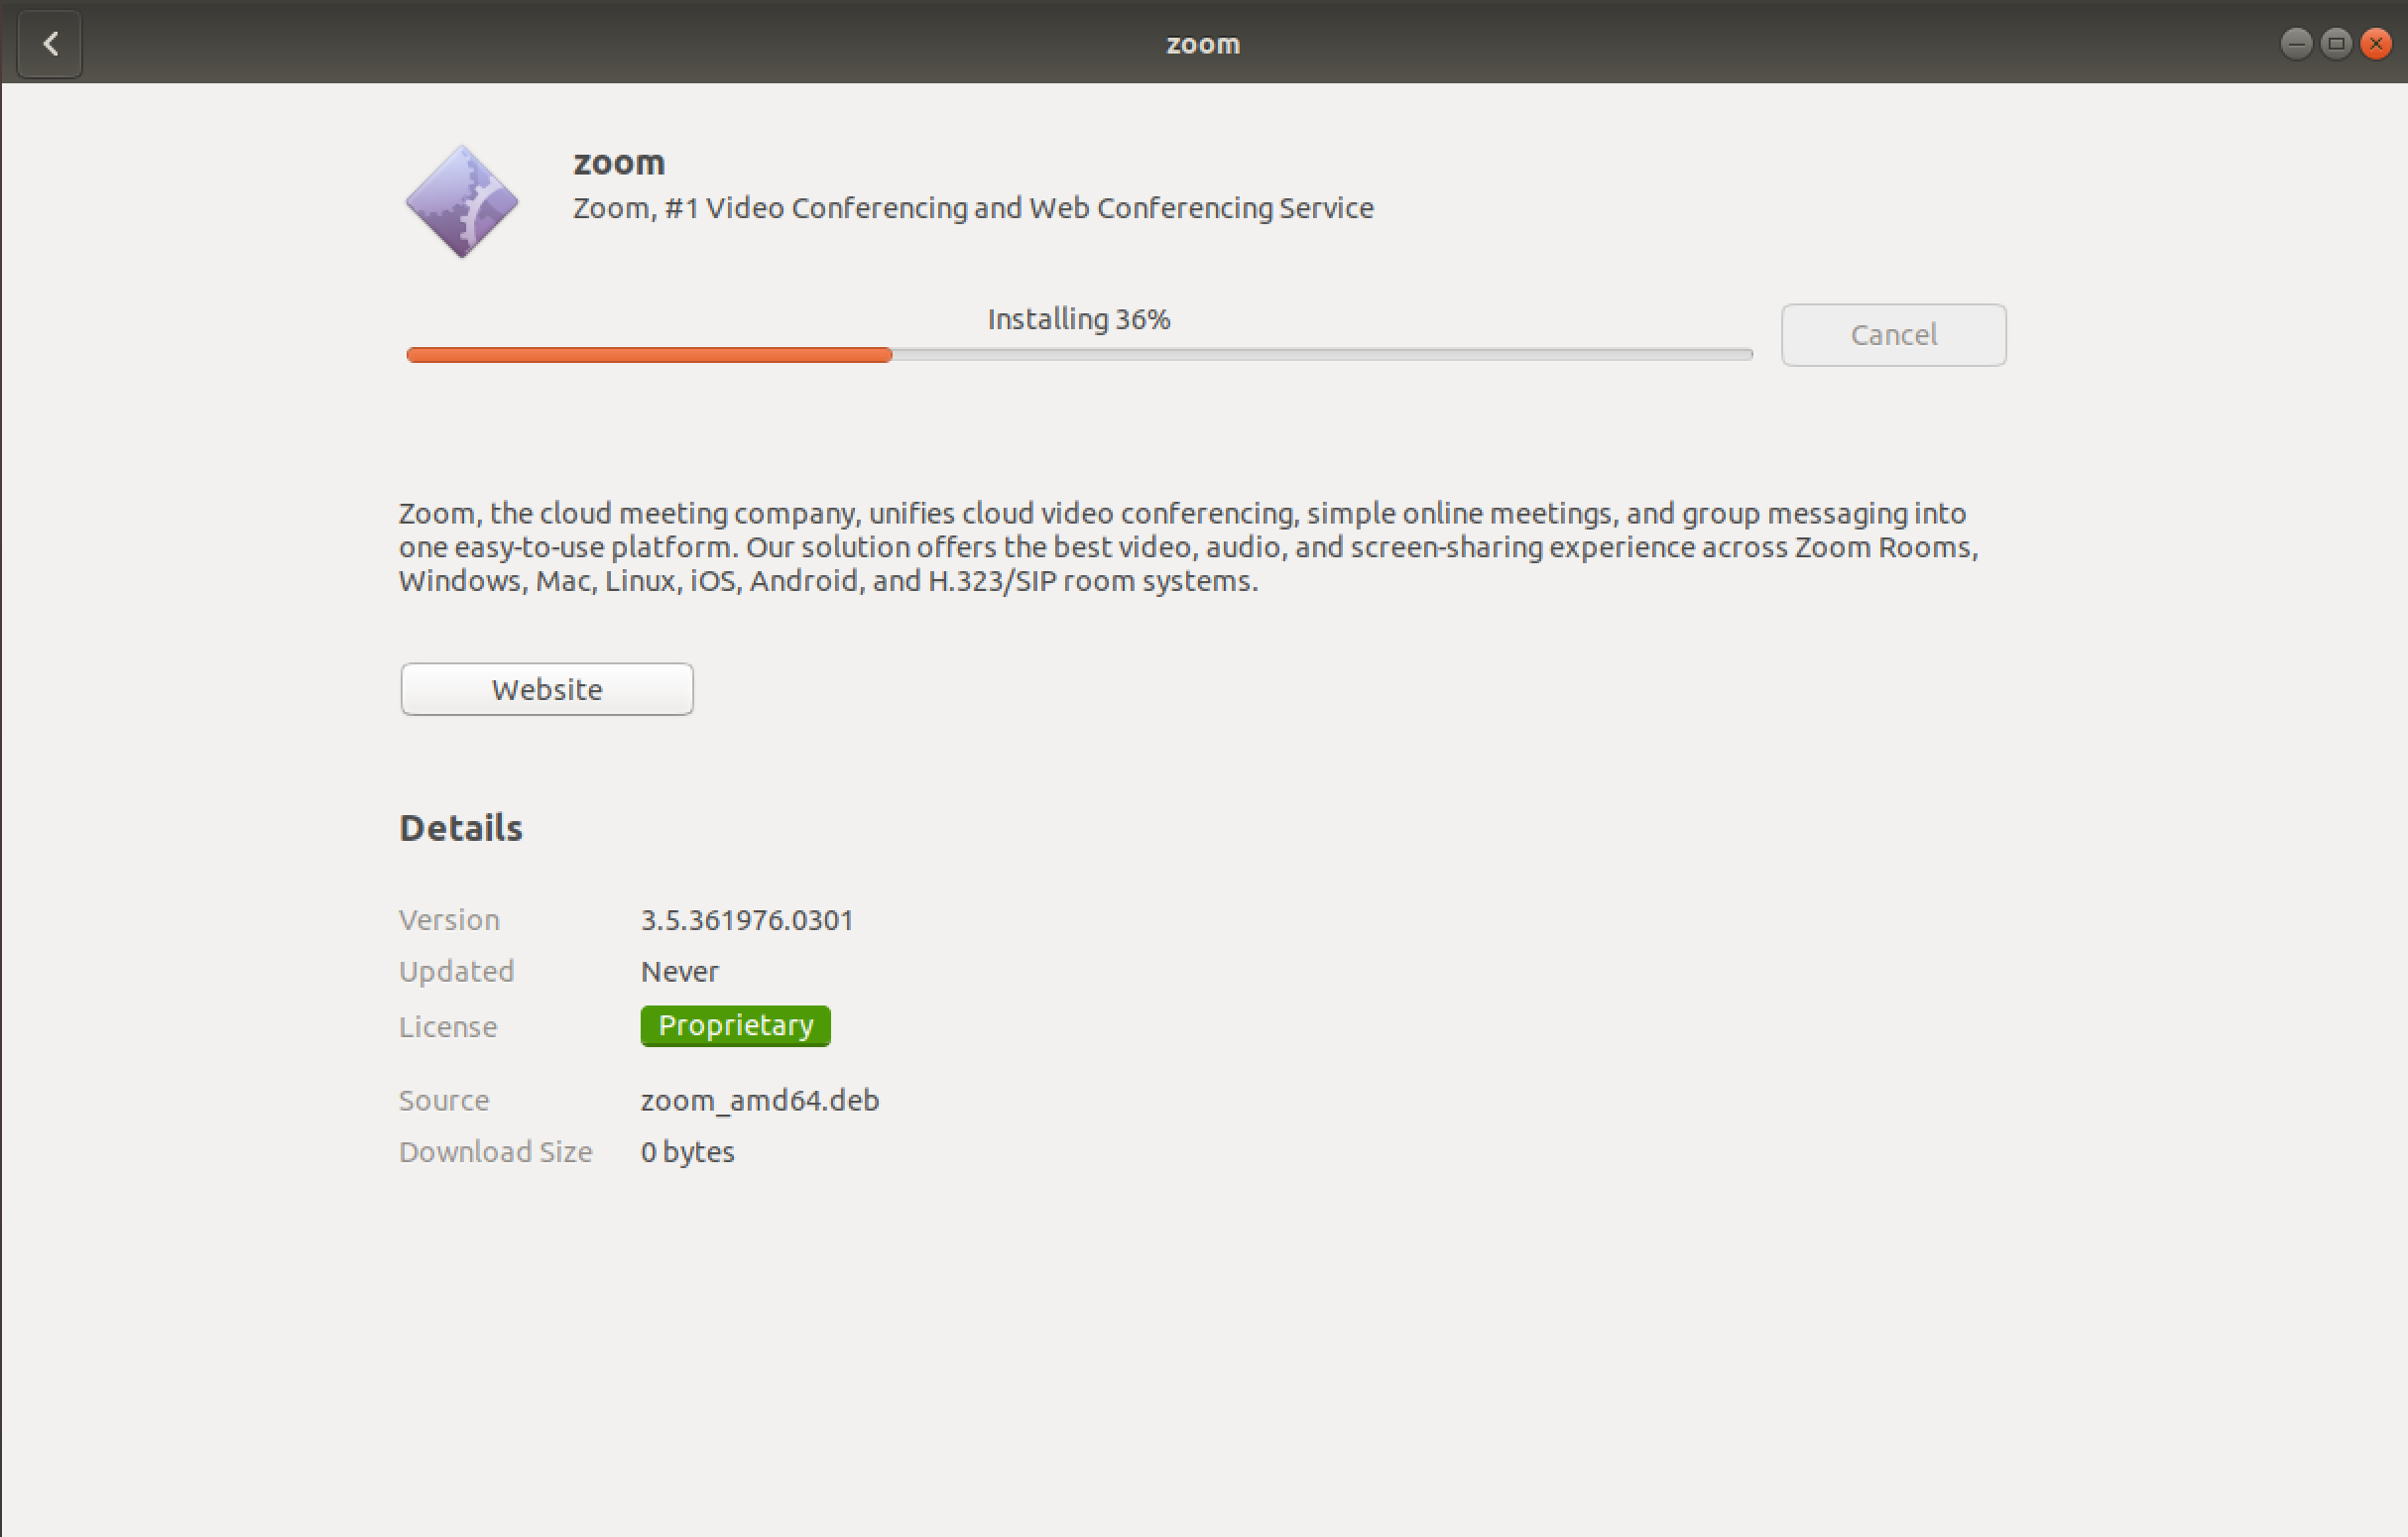 zoom
zoom
Zoom, #1 Video Conferencing and Web Conferencing Service
Installing 36%
Cancel
Zoom, the cloud meeting company, unifies cloud video conferencing, simple online meetings, and group messaging into
one easy-to-use platform. Our solution offers the best video, audio, and screen-sharing experience across Zoom Rooms,
Windows, Mac, Linux, iOS, Android, and H.323/SIP room systems.
Website
Details
Version 3.5.361976.0301
Updated Never
License Proprietary
Source zoom_amd64.deb
Download Size 0 bytes